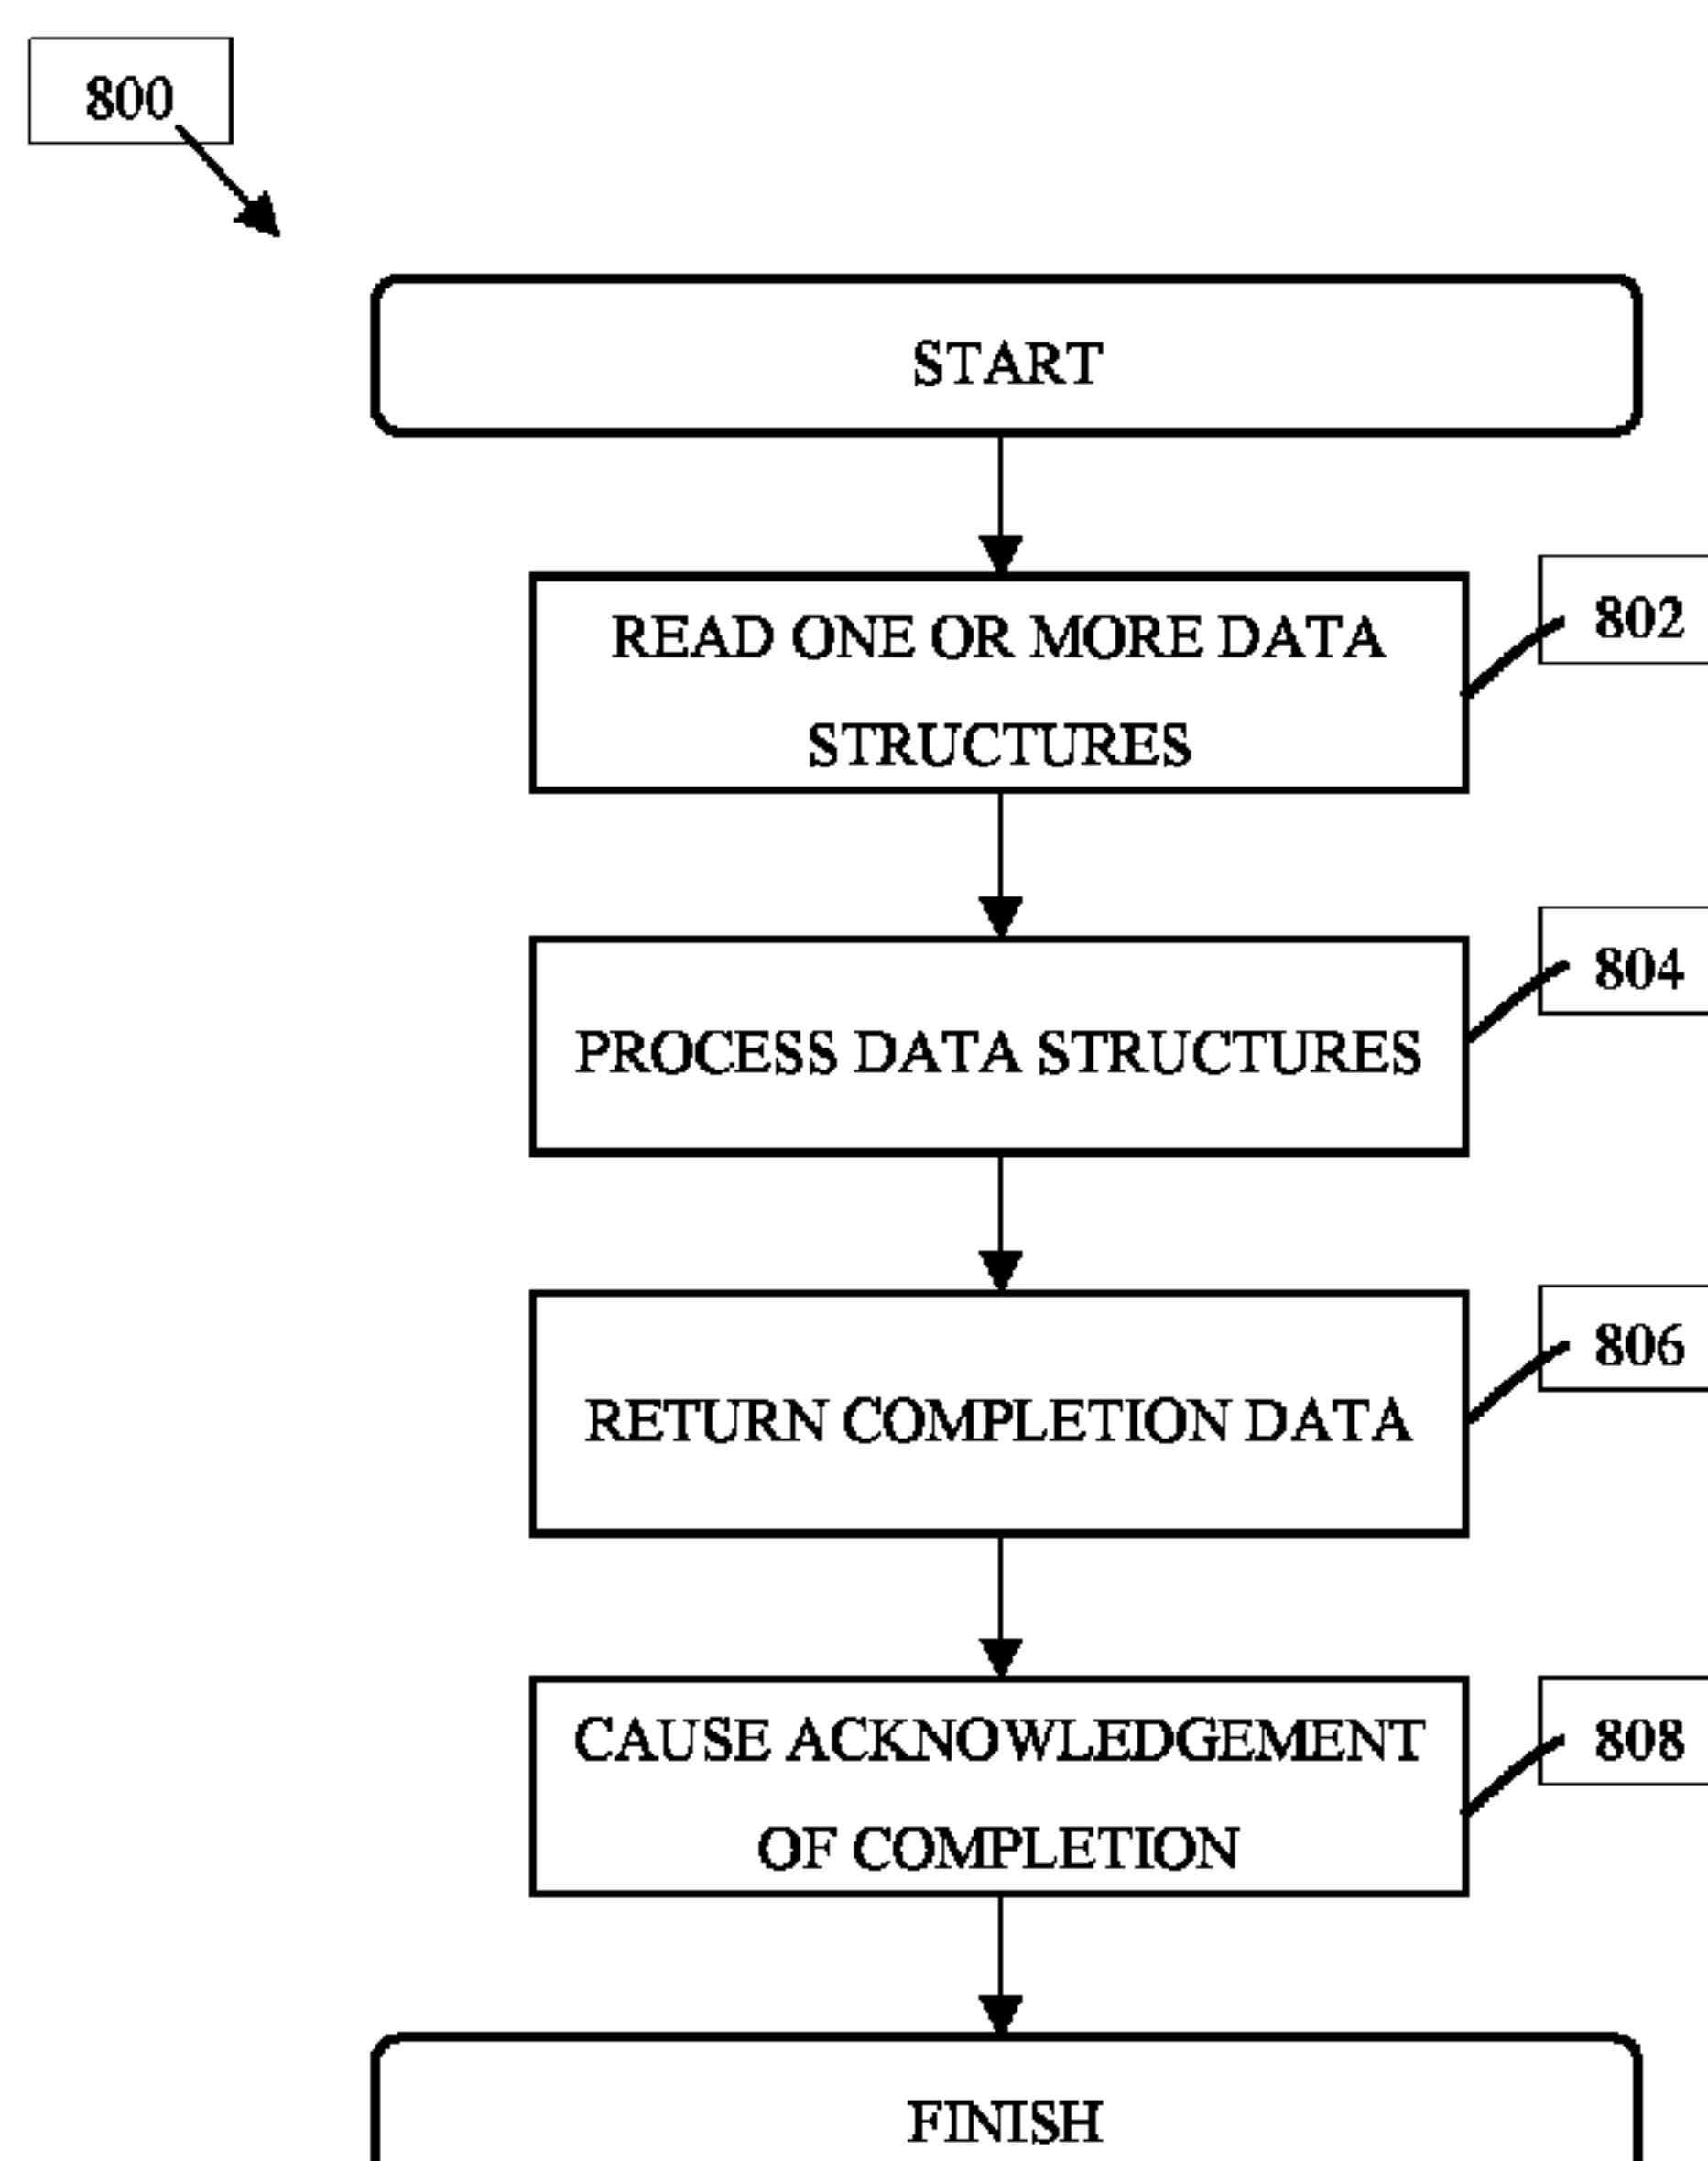 800
START
READ ONE OR MORE DATA
STRUCTURES
802
PROCESS DATA STRUCTURES
804
RETURN COMPLETION DATA
806
CAUSE ACKNOWLEDGEMENT
OF COMPLETION
808
FINISH